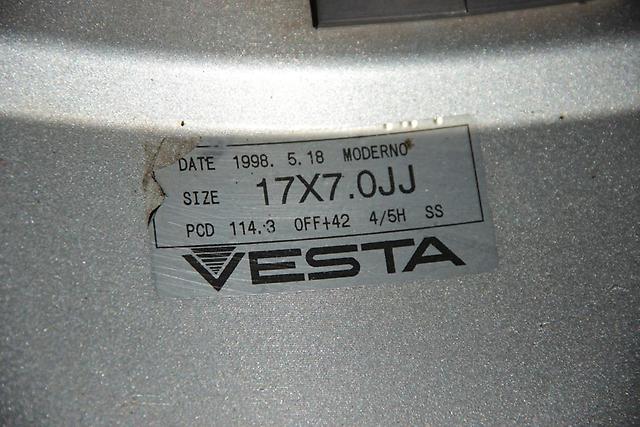 DATE 1998. 5.18 MODERNO
SIZE 17X7.0JJ
PCD 114.3 OFF+42 4/5H SS
VESTA